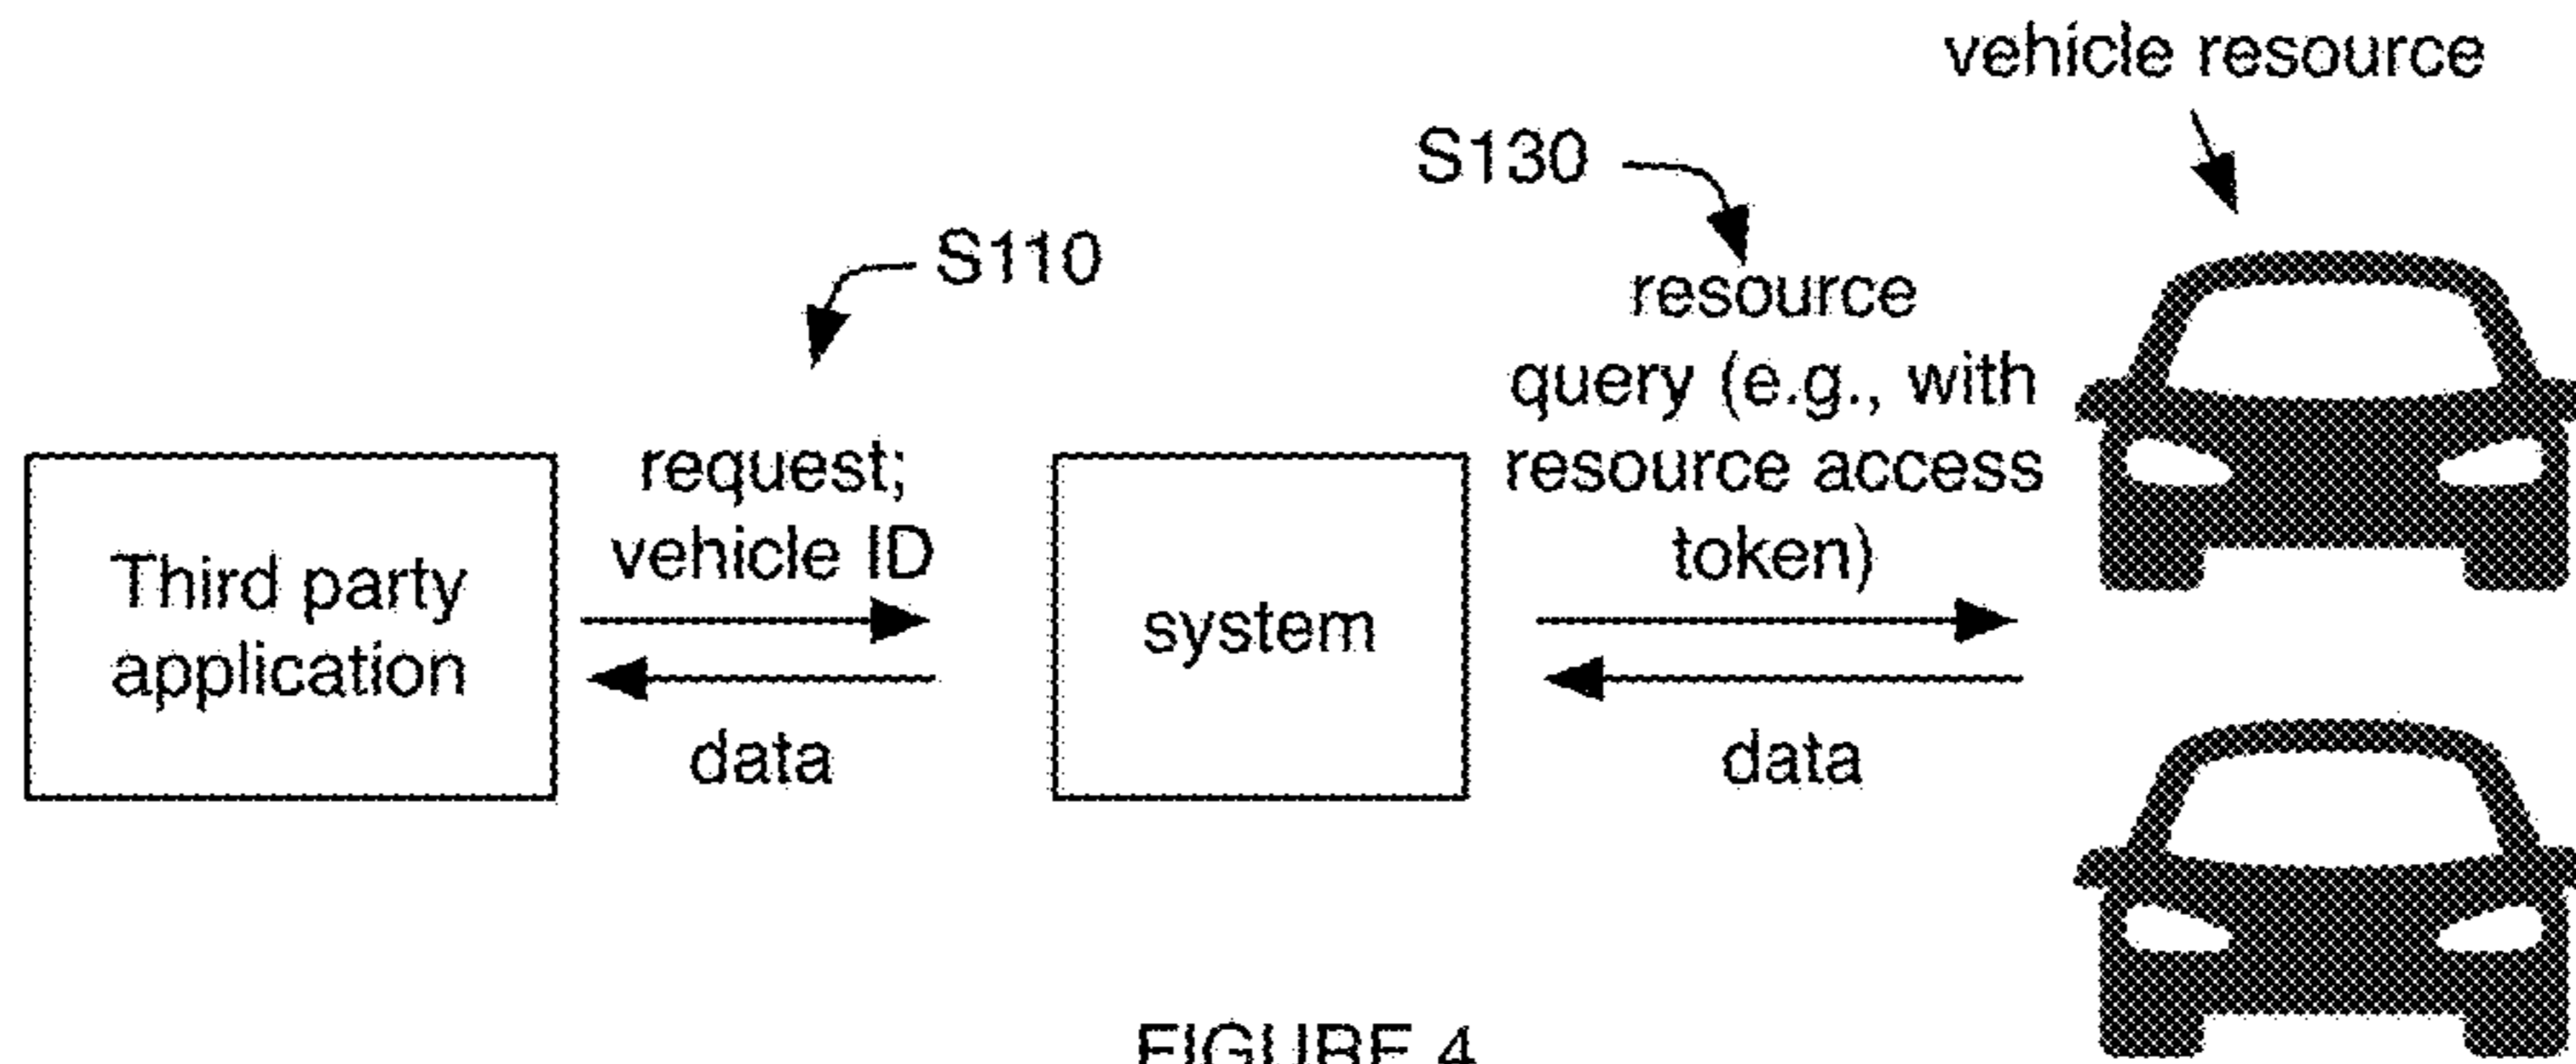 vehicle resource
S130
S110
resource
query (e.g., with
resource access
token)
request;
vehicle ID
Third party
application
system
data
data
FIGURE 4